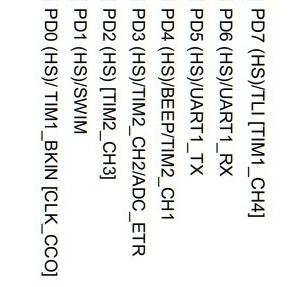 PD7 (HS)/TLI [TIM1_CH4]
PD6 (HS)/UART1_RX
PD5 (HS)/UART1_TX
PD4 (HS)/BEEP/TIM2_CH1
PD3 (HS)/TIM2_CH2/ADC_ETR
PD2 (HS) [TIM2_CH3]
PD1 (HS)/SWIM
PD0 (HS)/ TIM1_BKIN [CLK_CCO]